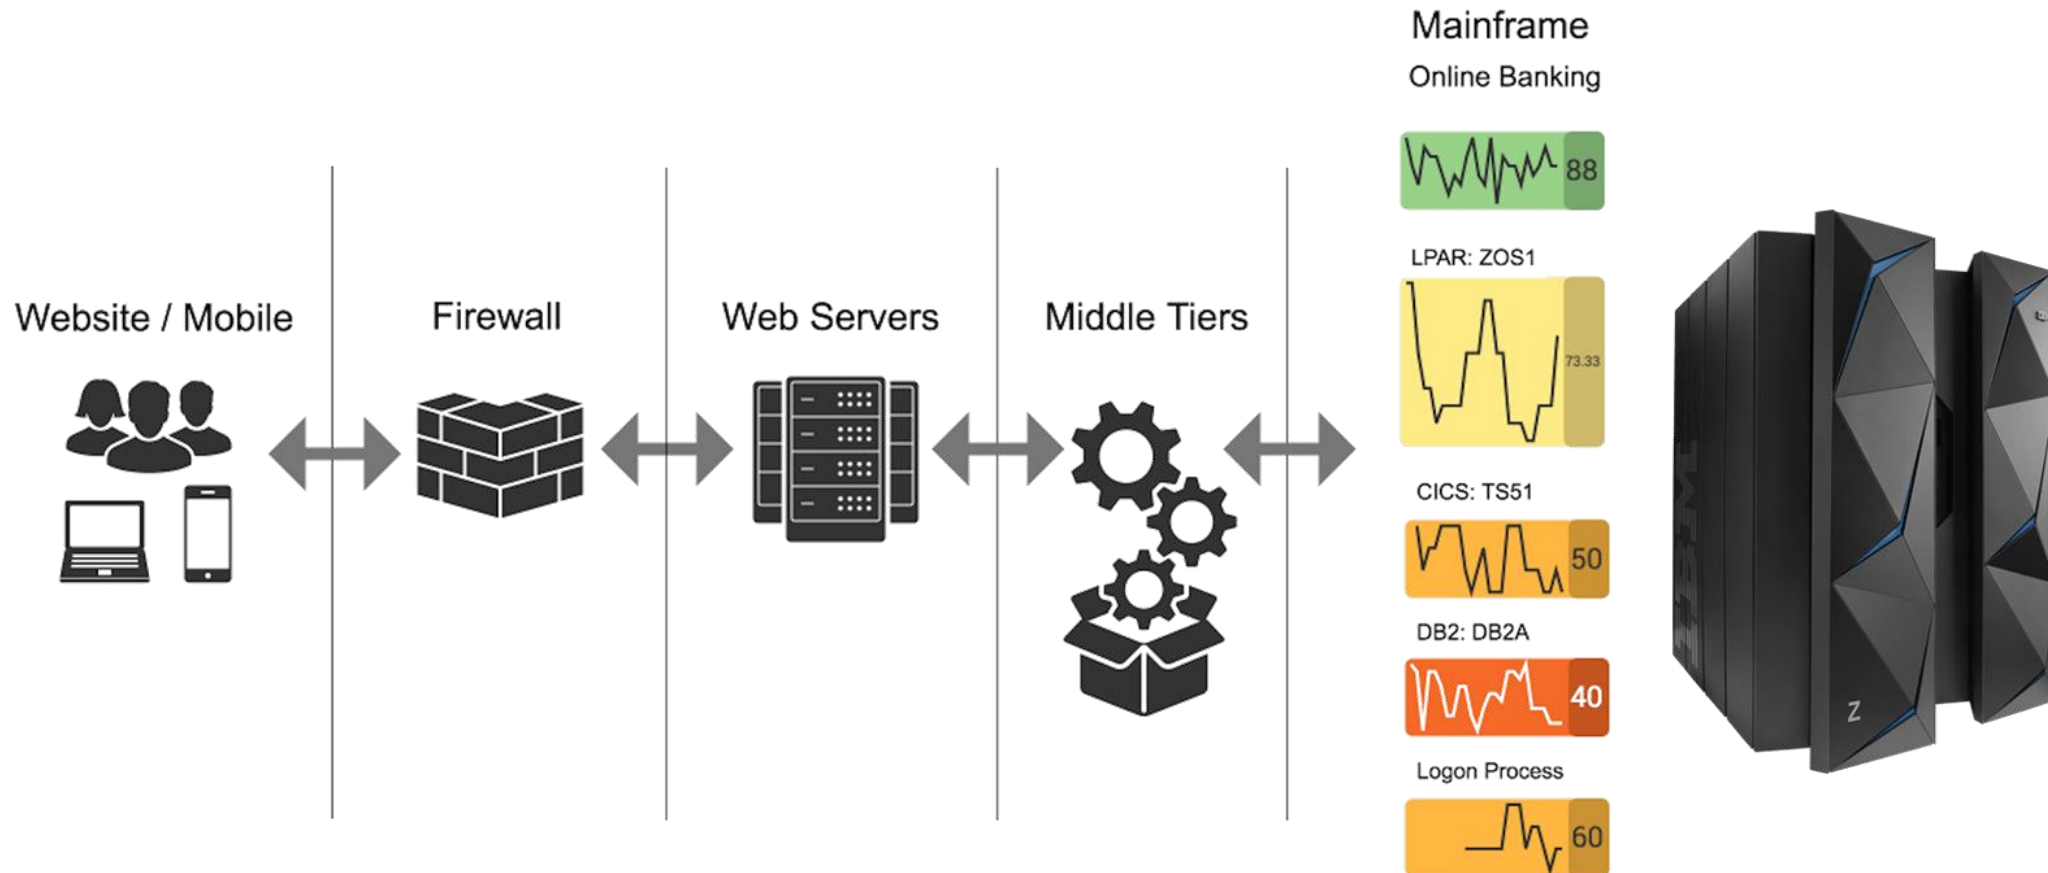 Mainframe
Online Banking
88
LPAR: ZOS1
73.33
CICS: TS51
50
DB2: DB2A
40
Logon Process
60
Website / Mobile
Firewall
Web Servers
Middle Tiers
IBM
Z